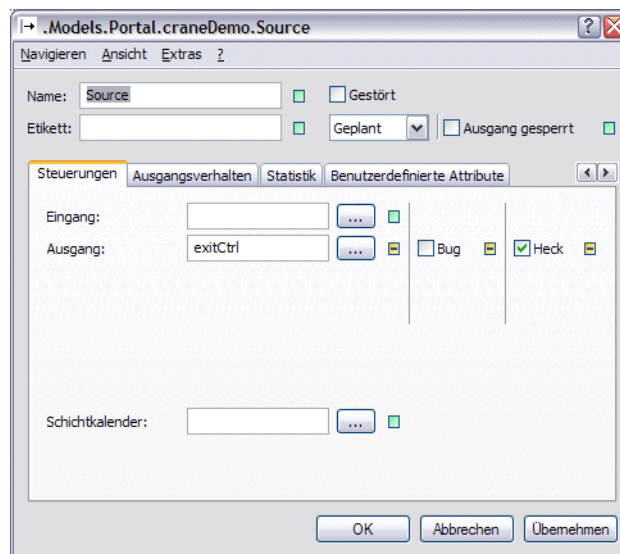 .Models.Portal.craneDemo.Source
Navigieren Ansicht Extras ?
Name: Source Gestört
Etikett: Geplant Ausgang gesperrt
Steuerungen Ausgangsverhalten Statistik Benutzerdefinierte Attribute
Eingang: ...
Ausgang: exitCtrl ... Bug Heck
Schichtkalender: ...
OK Abbrechen Übernehmen